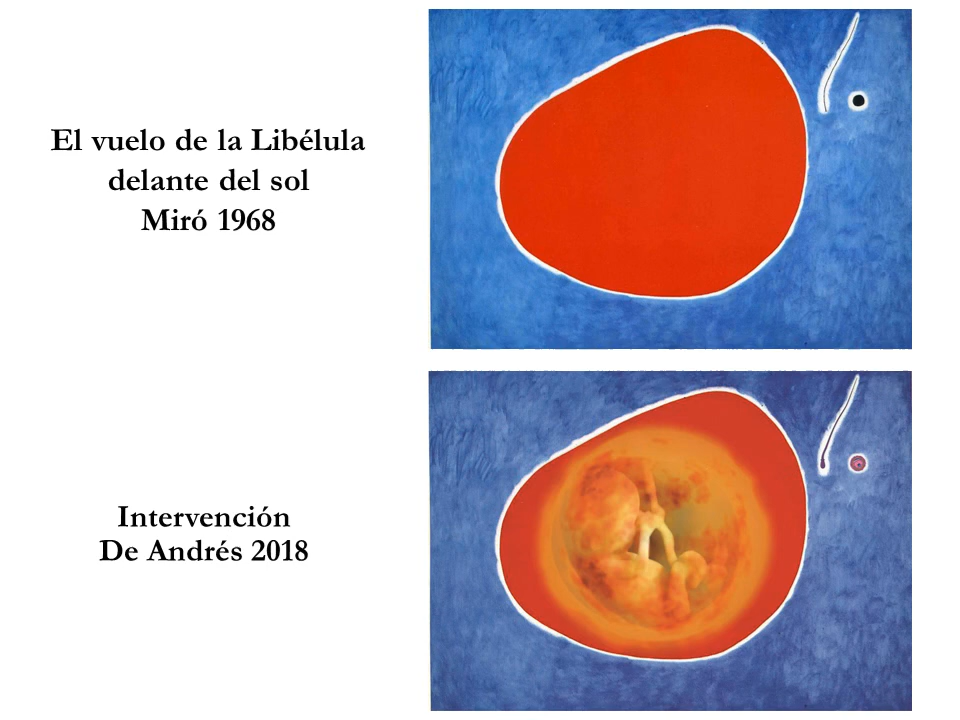 El vuelo de la Libélula
delante del sol
Miró 1968
Intervención
De Andrés 2018